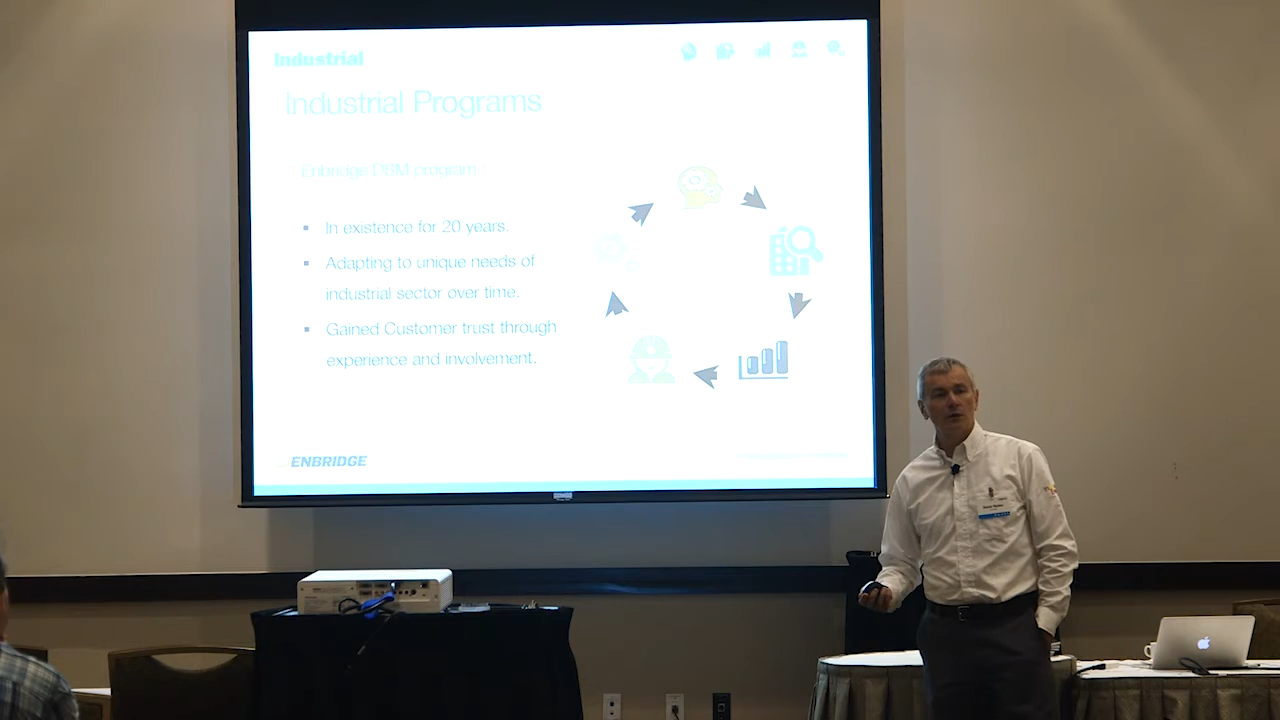 Industrial
Industrial Programs
Enbridge DSM program
▪ In existence for 20 years.
▪ Adapting to unique needs of
industrial sector over time.
▪ Gained Customer trust through
experience and involvement.
ENBRIDGE